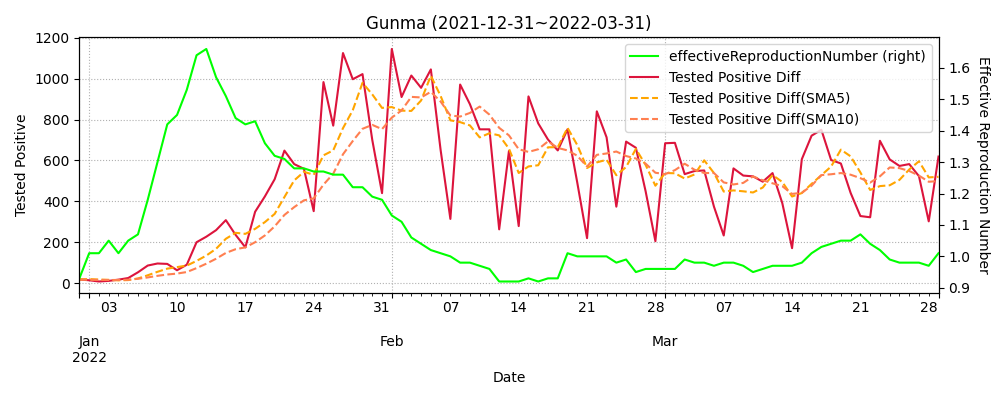 Gunma (2021-12-31~2022-03-31)
effectiveReproductionNumber (right)
Tested Positive Diff
Tested Positive Diff(SMA5)
Tested Positive Diff(SMA10)
Tested Positive
1200
1000
800
600
400
200
0
Effective Reproduction Number
1.6
1.5
1.4
1.3
1.2
1.1
1.0
0.9
03 10 17 24 31 07 14 21 28 07 14 21 28
Jan Feb Mar
2022
Date